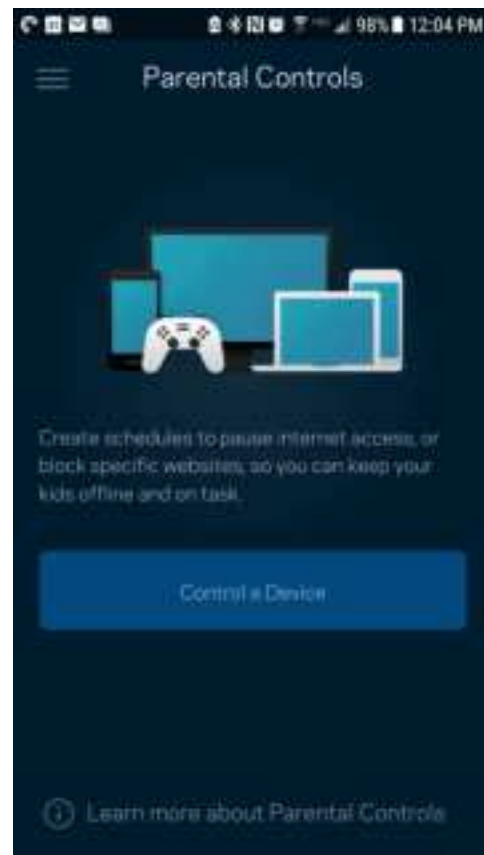 98% 12:04 PM
Parental Controls
Create schedules to pause internet access, or
block specific websites, so you can keep your
kids offline and on task.
Control a Device
Learn more about Parental Controls